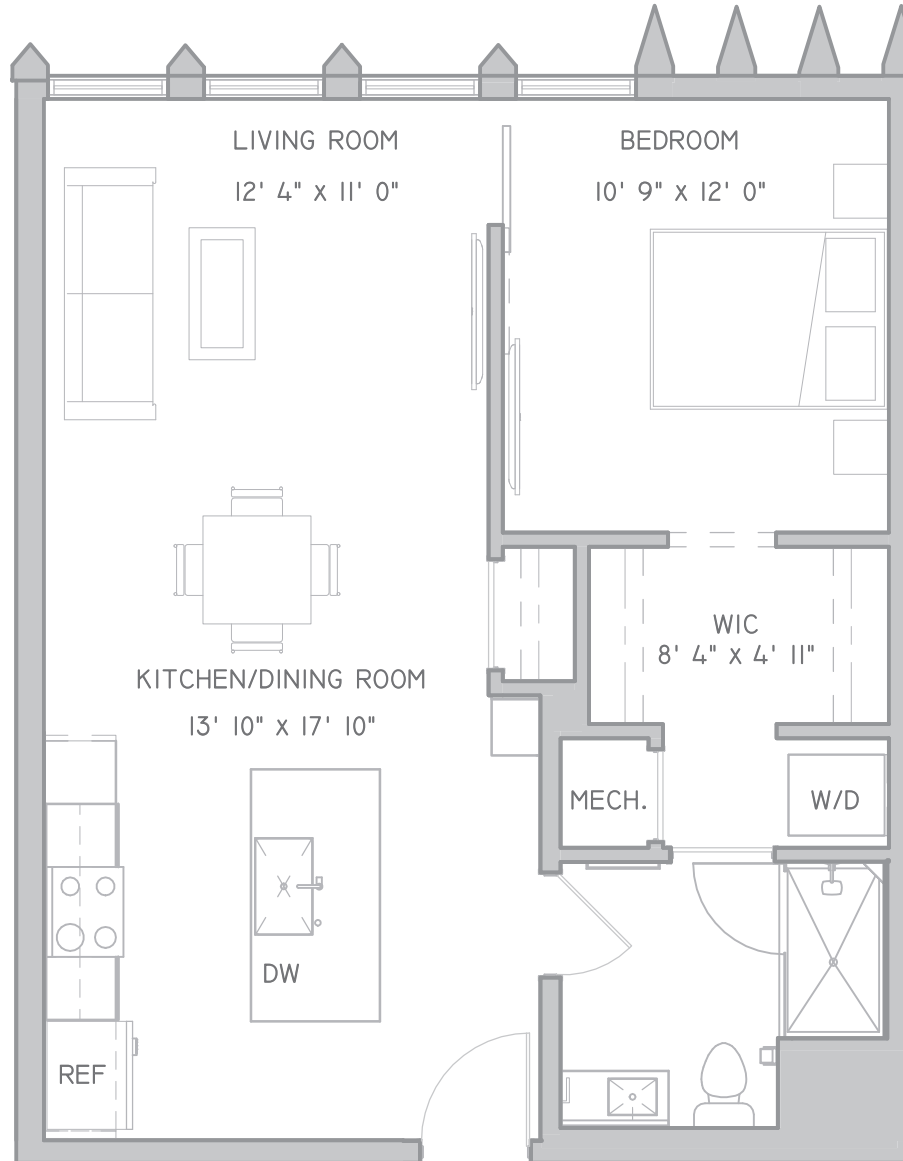 LIVING ROOM
12' 4" X 11' 0"
BEDROOM
10' 9" X 12' 0"
WIC
8' 4" X 4' 11"
KITCHEN/DINING ROOM
13' 10" X 17' 10"
MECH.
W/D
DW
REF